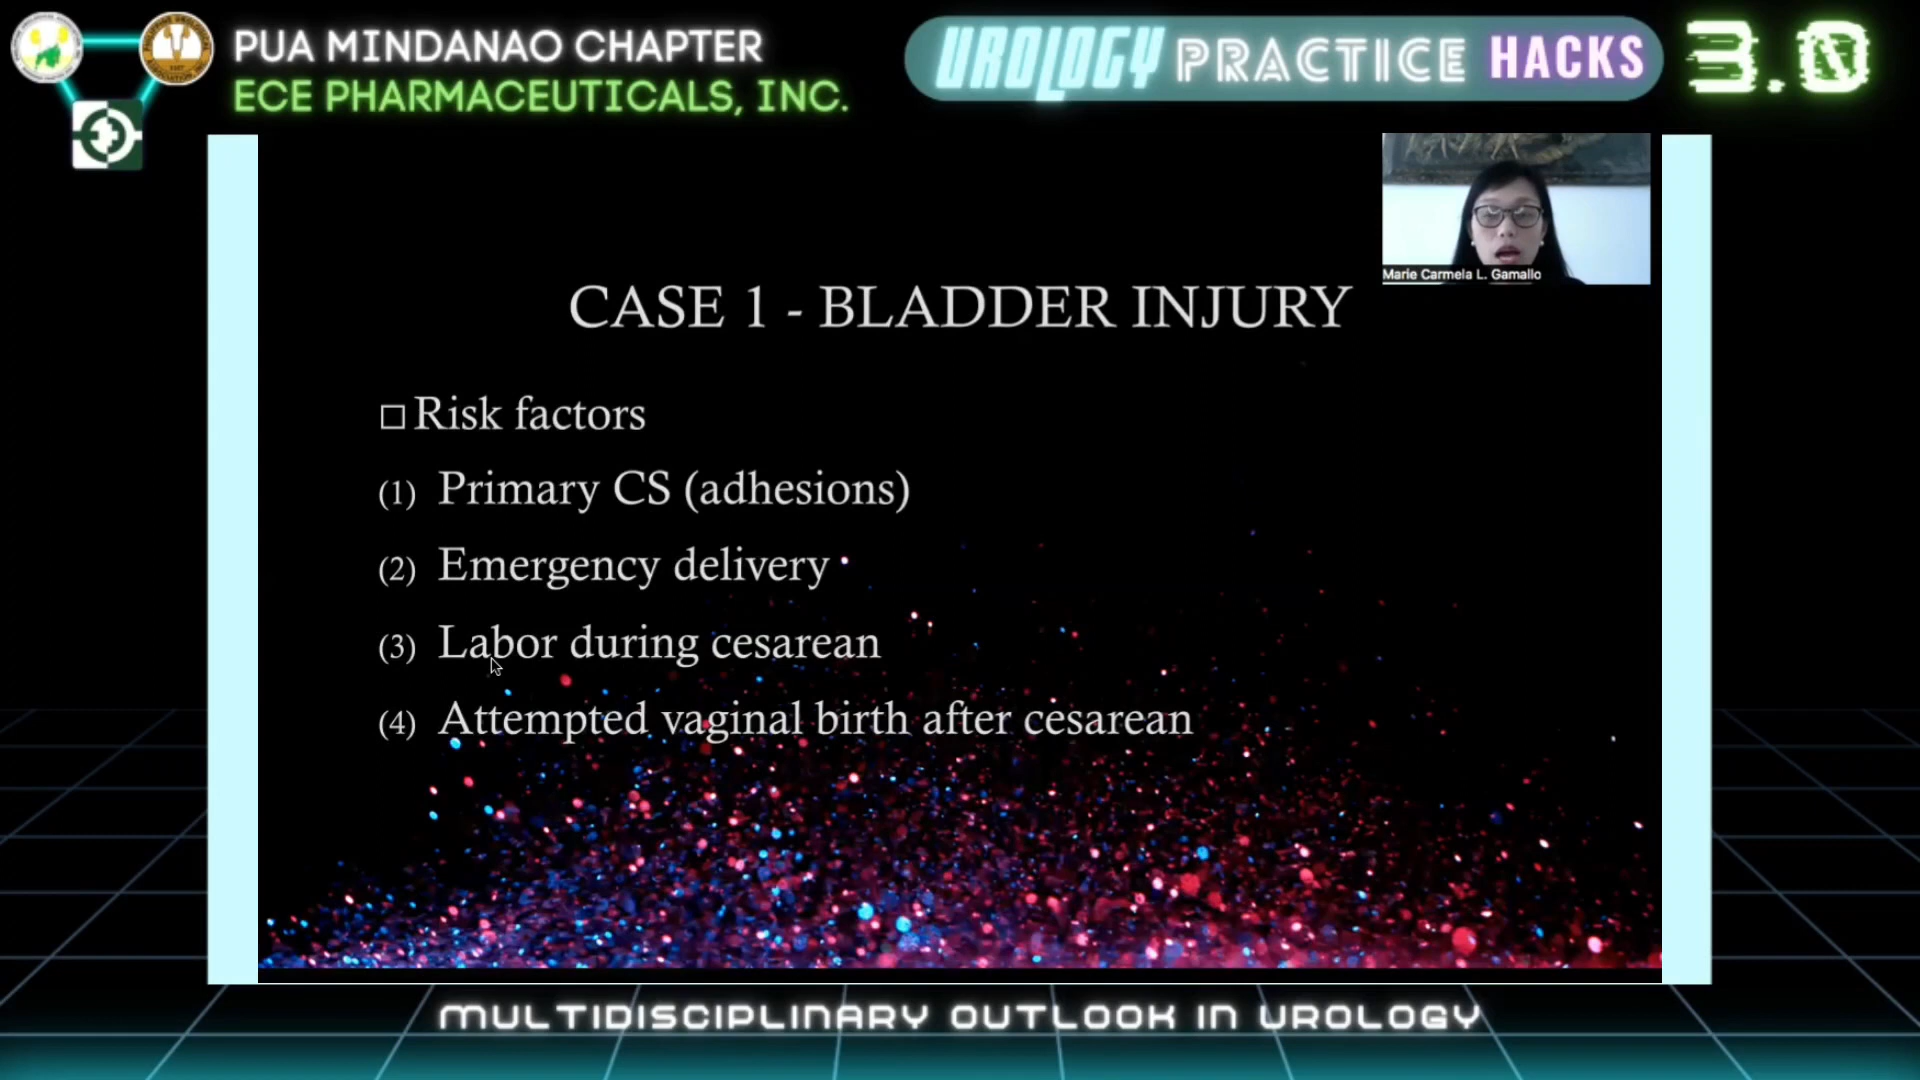 PUA MINDANAO CHAPTER
ECE PHARMACEUTICALS, INC.
UROLOGY PRACTICE HACKS 3.0
Marie Carmela L. Gamallo
CASE 1 - BLADDER INJURY
Risk factors
(1) Primary CS (adhesions)
(2) Emergency delivery
(3) Labor during cesarean
(4) Attempted vaginal birth after cesarean
MULTIDISCIPLINARY OUTLOOK IN UROLOGY